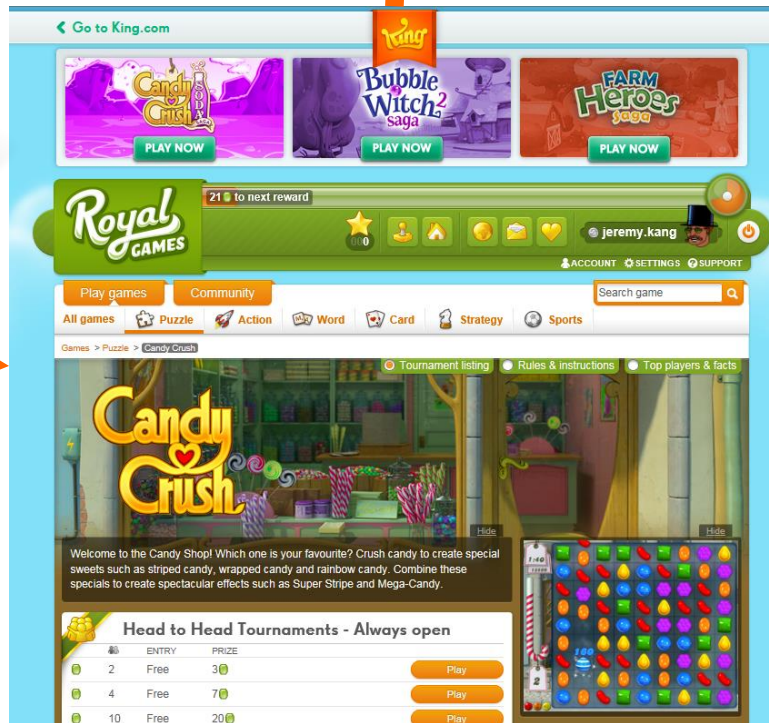 Go to King.com
King
Candy Crush SODA SAGA
Bubble Witch 2 saga
FARM HEROES saga
PLAY NOW
PLAY NOW
PLAY NOW
Royal GAMES
21 to next reward
000
jeremy.kang
ACCOUNT SETTINGS SUPPORT
Play games Community
Search game
All games Puzzle Action Word Card Strategy Sports
Games > Puzzle > Candy Crush
Tournament listing Rules & instructions Top players & facts
Candy Crush
Hide Hide
Welcome to the Candy Shop! Which one is your favourite? Crush candy to create special
sweets such as striped candy, wrapped candy and rainbow candy. Combine these
specials to create spectacular effects such as Super Stripe and Mega-Candy.
1:40
160
2
Head to Head Tournaments - Always open
ENTRY PRIZE
2 Free 3 Play
4 Free 7 Play
10 Free 20 Play